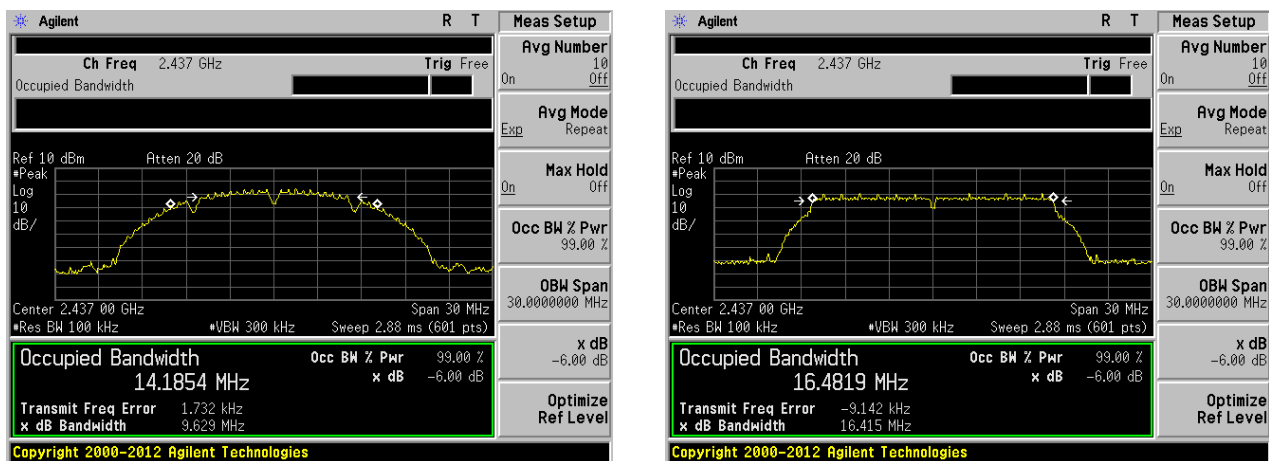 Agilent R T Meas Setup
Ch Freq 2.437 GHz Trig Free
Occupied Bandwidth
Avg Number
10
On Off
Avg Mode
Exp Repeat
Max Hold
On Off
Occ BW % Pwr
99.00 %
OBW Span
30.0000000 MHz
x dB
-6.00 dB
Optimize
Ref Level
Ref 10 dBm Atten 20 dB
#Peak
Log
10
dB/
Center 2.437 00 GHz Span 30 MHz
#Res BW 100 kHz #VBW 300 kHz Sweep 2.88 ms (601 pts)
Occupied Bandwidth Occ BW % Pwr 99.00 %
14.1854 MHz x dB -6.00 dB
Transmit Freq Error 1.732 kHz
x dB Bandwidth 9.629 MHz
Copyright 2000-2012 Agilent Technologies
Agilent R T Meas Setup
Ch Freq 2.437 GHz Trig Free
Occupied Bandwidth
Avg Number
10
On Off
Avg Mode
Exp Repeat
Max Hold
On Off
Occ BW % Pwr
99.00 %
OBW Span
30.0000000 MHz
x dB
-6.00 dB
Optimize
Ref Level
Ref 10 dBm Atten 20 dB
#Peak
Log
10
dB/
Center 2.437 00 GHz Span 30 MHz
#Res BW 100 kHz #VBW 300 kHz Sweep 2.88 ms (601 pts)
Occupied Bandwidth Occ BW % Pwr 99.00 %
16.4819 MHz x dB -6.00 dB
Transmit Freq Error -9.142 kHz
x dB Bandwidth 16.415 MHz
Copyright 2000-2012 Agilent Technologies